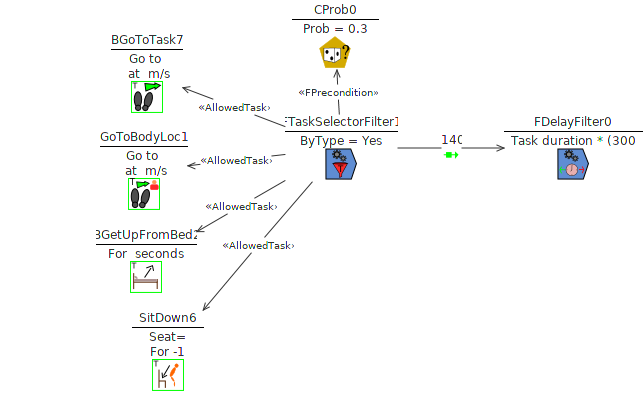 CProb0
Prob = 0.3
BGoToTask7
Go to
at m/s
T
«FPrecondition»
«AllowedTask»
TaskSelectorFilter1
ByType = Yes
140
FDelayFilter0
Task duration * (300
GoToBodyLoc1
Go to
at m/s
T
«AllowedTask»
«AllowedTask»
BGetUpFromBed2
For seconds
T
«AllowedTask»
SitDown6
Seat=
For -1
T